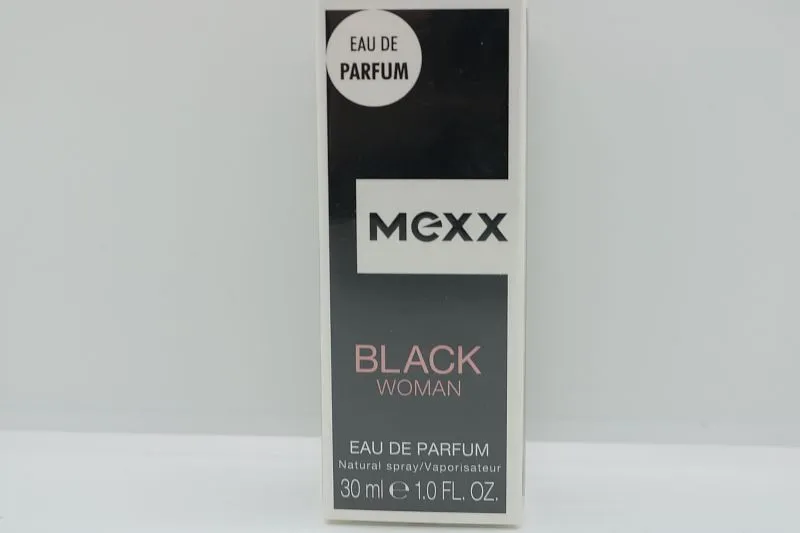 EAU DE
PARFUM
MEXX
BLACK
WOMAN
EAU DE PARFUM
Natural spray/Vaporisateur
30 ml ℮ 1.0 FL. OZ.